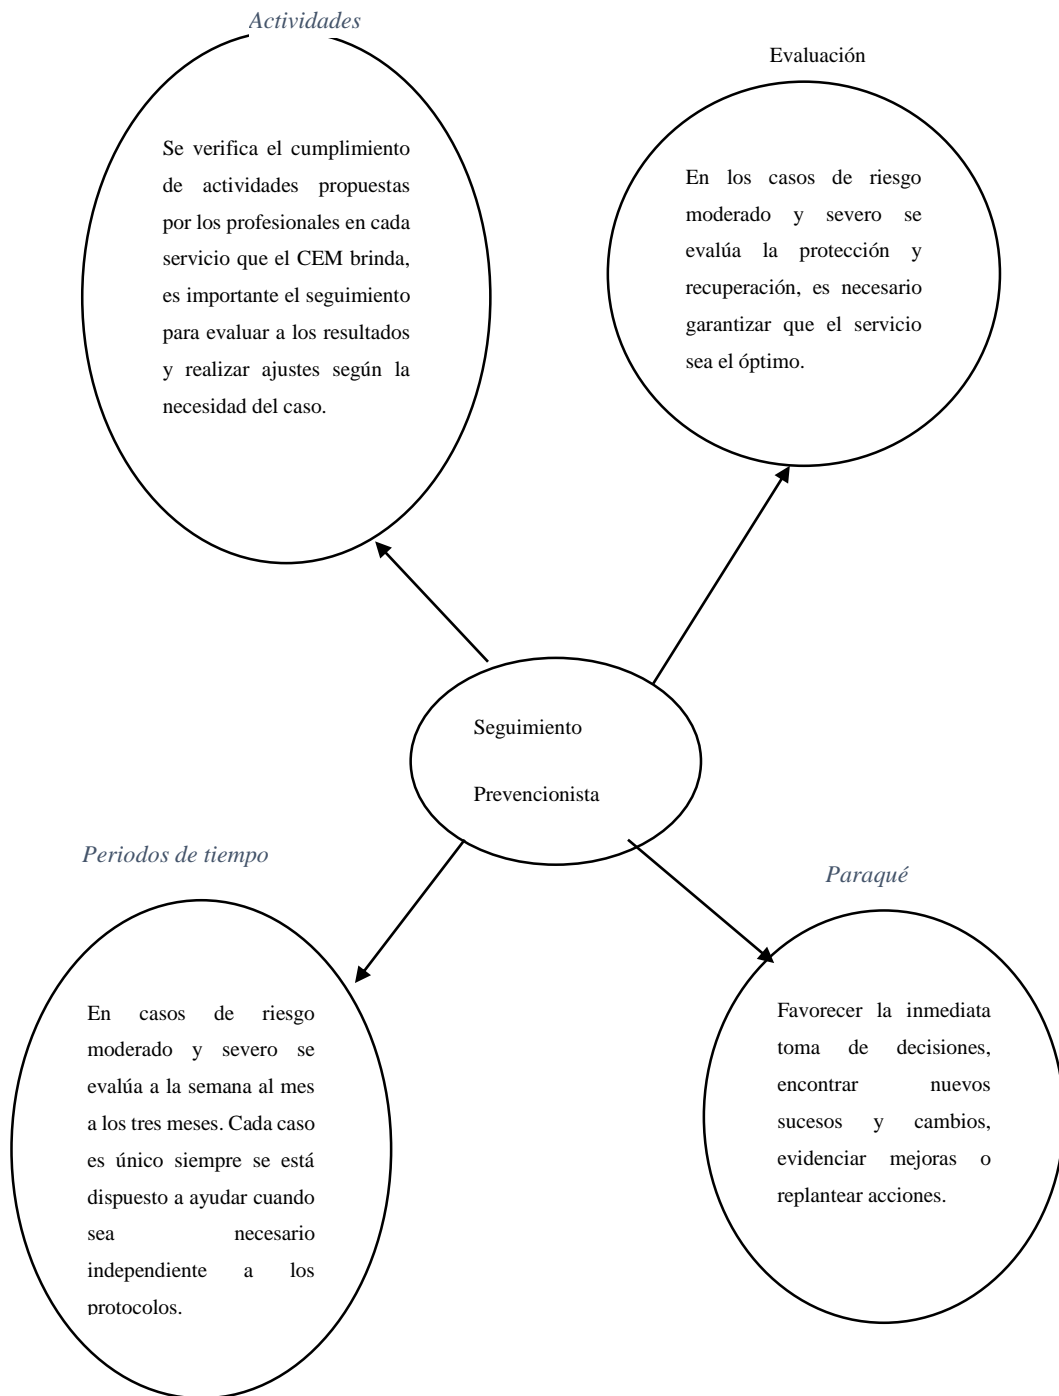 Actividades
Se verifica el cumplimiento
de actividades propuestas
por los profesionales en cada
servicio que el CEM brinda,
es importante el seguimiento
para evaluar a los resultados
y realizar ajustes según la
necesidad del caso.
Evaluación
En los casos de riesgo
moderado y severo se
evalúa la protección y
recuperación, es necesario
garantizar que el servicio
sea el óptimo.
Seguimiento
Prevencionista
Periodos de tiempo
En casos de riesgo
moderado y severo se
evalúa a la semana al mes
a los tres meses. Cada caso
es único siempre se está
dispuesto a ayudar cuando
sea necesario
independiente a los
protocolos.
Paraqué
Favorecer la inmediata
toma de decisiones,
encontrar nuevos
sucesos y cambios,
evidenciar mejoras o
replantear acciones.